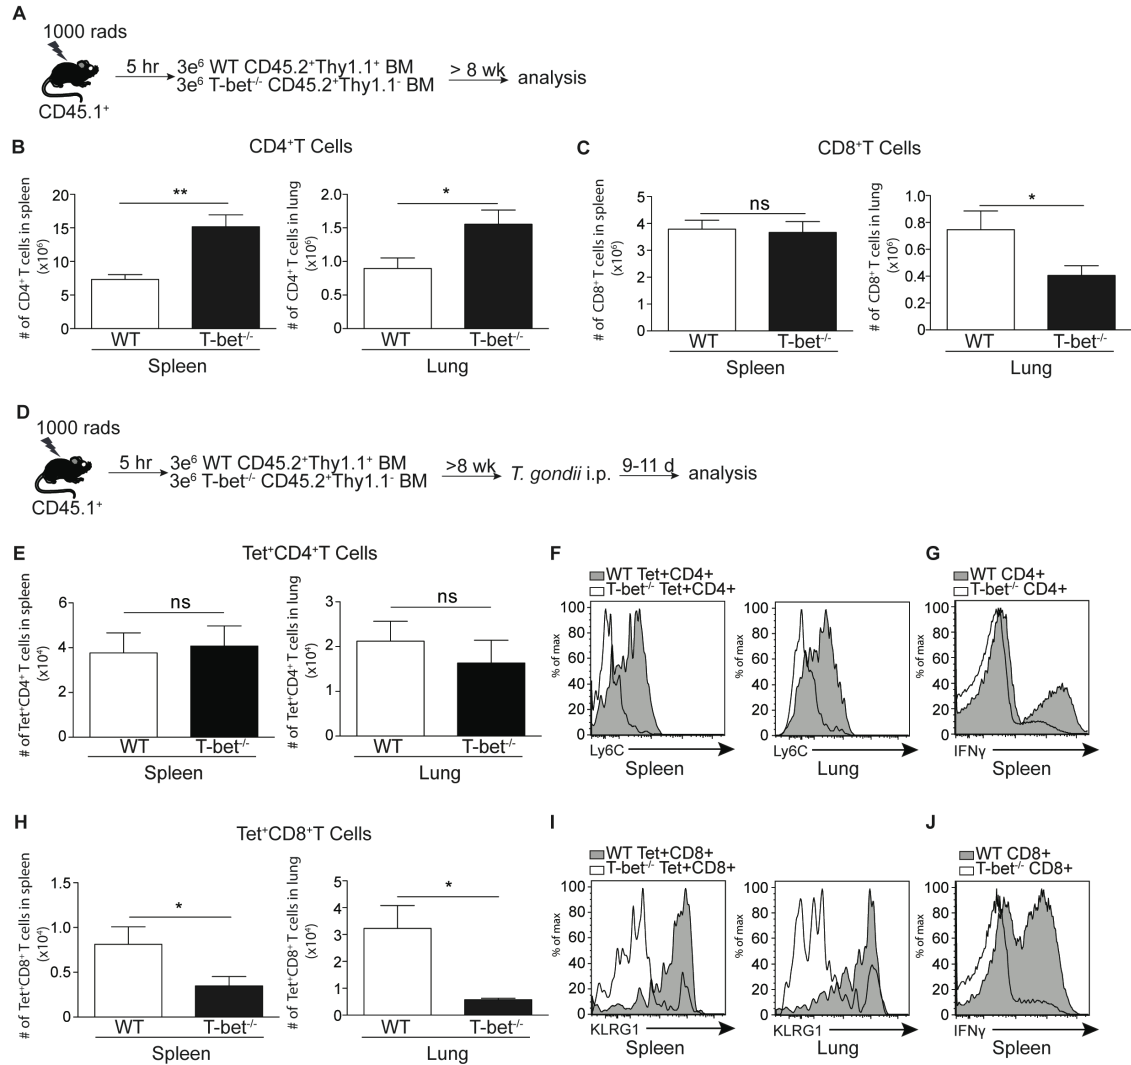 A
1000 rads
CD45.1⁺
5 hr
3e⁶ WT CD45.2⁺Thy1.1⁺ BM
3e⁶ T-bet⁻/⁻ CD45.2⁺Thy1.1⁻ BM
> 8 wk
analysis
B
CD4⁺T Cells
# of CD4⁺ T cells in spleen
(x10⁶)
20
15
10
5
0
**
WT
T-bet⁻/⁻
Spleen
# of CD4⁺ T cells in lung
(x10⁶)
2.0
1.5
1.0
0.5
0.0
*
WT
T-bet⁻/⁻
Lung
C
CD8⁺T Cells
# of CD8⁺ T cells in spleen
(x10⁶)
5
4
3
2
1
0
ns
WT
T-bet⁻/⁻
Spleen
# of CD8⁺ T cells in lung
(x10⁶)
1.0
0.8
0.6
0.4
0.2
0
*
WT
T-bet⁻/⁻
Lung
D
1000 rads
CD45.1⁺
5 hr
3e⁶ WT CD45.2⁺Thy1.1⁺ BM
3e⁶ T-bet⁻/⁻ CD45.2⁺Thy1.1⁻ BM
>8 wk
T. gondii i.p.
9-11 d
analysis
E
Tet⁺CD4⁺T Cells
# of Tet⁺CD4⁺ T cells in spleen
(x10⁴)
6
4
2
0
ns
WT
T-bet⁻/⁻
Spleen
# of Tet⁺CD4⁺ T cells in lung
(x10⁴)
3
2
1
0
ns
WT
T-bet⁻/⁻
Lung
F
WT Tet+CD4+
T-bet⁻/⁻ Tet+CD4+
% of max
100
80
60
40
20
0
Ly6C
Spleen
% of max
100
80
60
40
20
0
Ly6C
Lung
G
WT CD4+
T-bet⁻/⁻ CD4+
% of max
100
80
60
40
20
0
IFNγ
Spleen
H
Tet⁺CD8⁺T Cells
# of Tet⁺CD8⁺ T cells in spleen
(x10⁴)
1.5
1.0
0.5
0
*
WT
T-bet⁻/⁻
Spleen
# of Tet⁺CD8⁺ T cells in lung
(x10⁴)
5
4
3
2
1
0
*
WT
T-bet⁻/⁻
Lung
I
WT Tet+CD8+
T-bet⁻/⁻ Tet+CD8+
% of max
100
80
60
40
20
0
KLRG1
Spleen
% of max
100
80
60
40
20
0
KLRG1
Lung
J
WT CD8+
T-bet⁻/⁻ CD8+
% of max
100
80
60
40
20
0
IFNγ
Spleen